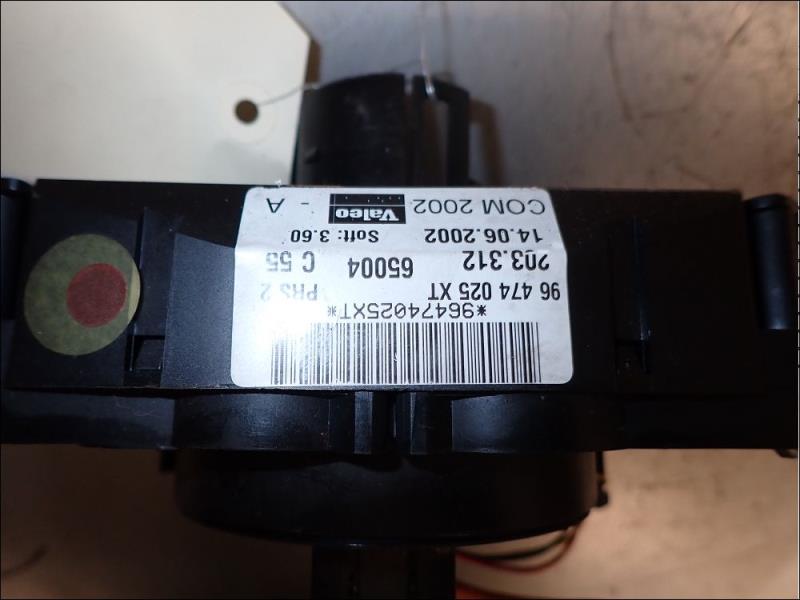 *96474025XT*
96 474 025 XT PRS 2
203.312 65004 C 55
14.06.2002 Soft: 3.60
COM 2002 Valeo - A